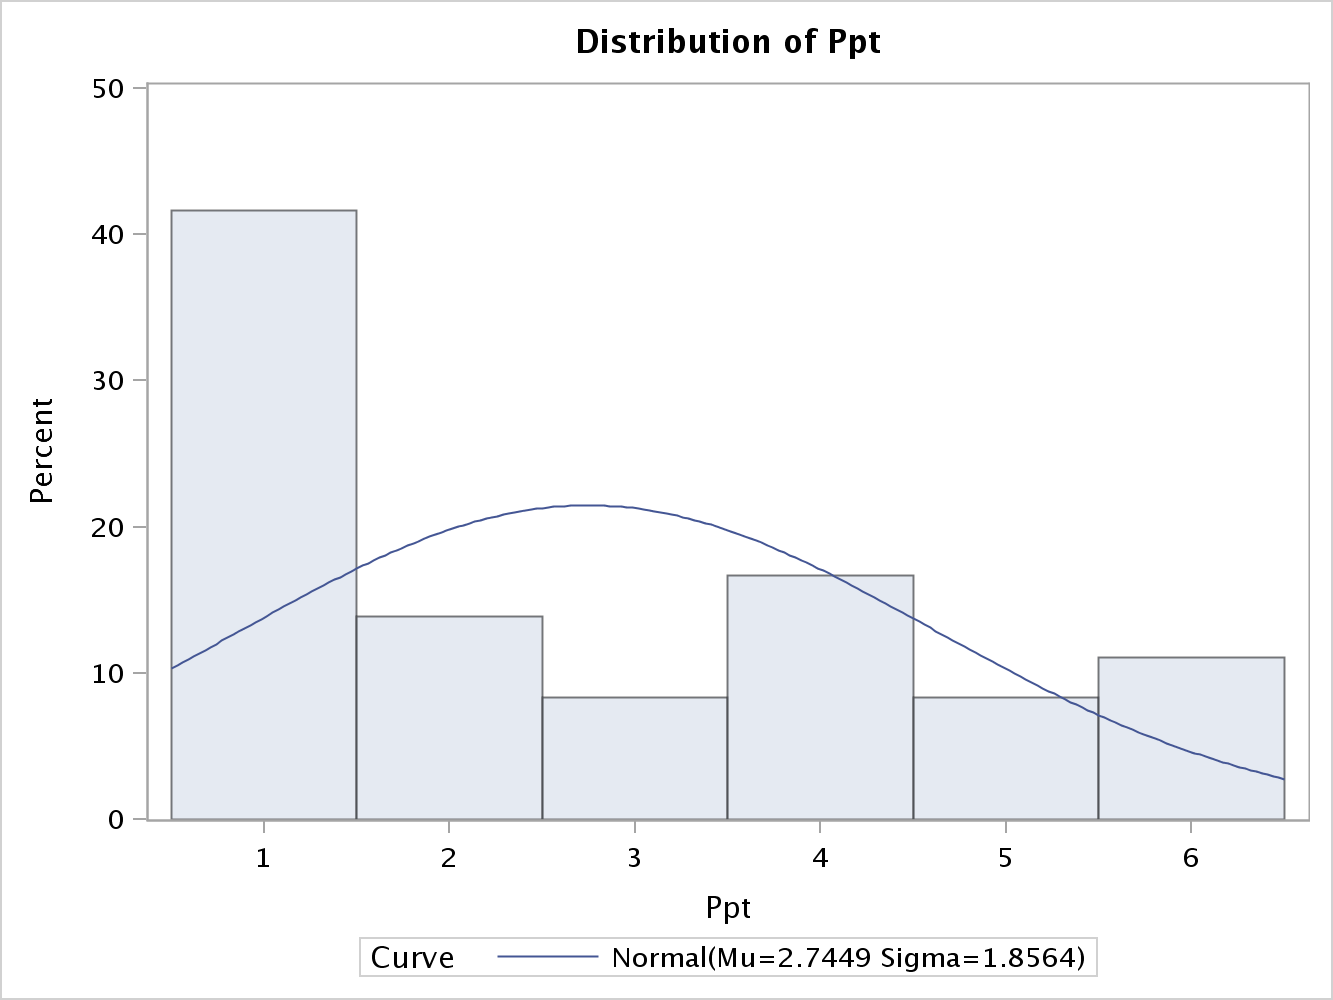 Distribution of Ppt
50
40
30
20
10
0
Percent
1 2 3 4 5 6
Ppt
Curve Normal(Mu=2.7449 Sigma=1.8564)